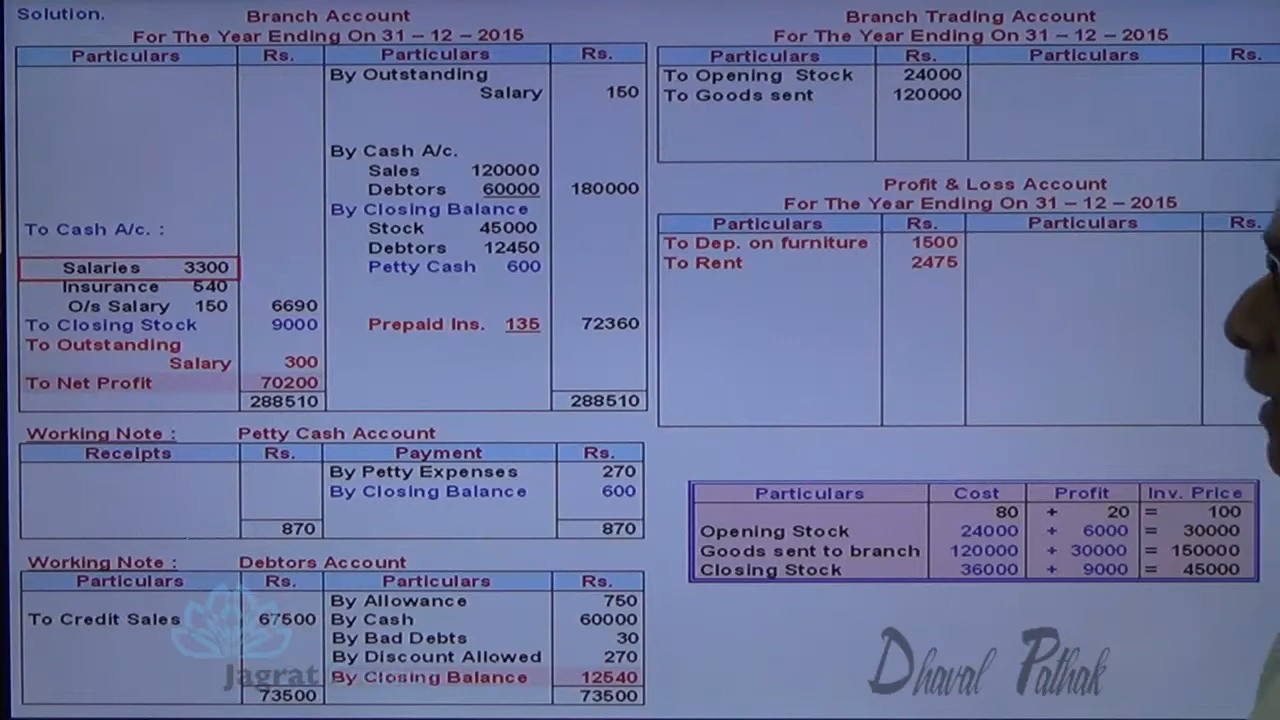 Solution.
Branch Account
For The Year Ending On 31 – 12 – 2015
Particulars Rs. Particulars Rs.
By Outstanding
Salary 150
By Cash A/c.
Sales 120000
Debtors 60000 180000
By Closing Balance
To Cash A/c. : Stock 45000
Debtors 12450
Salaries 3300 Petty Cash 600
Insurance 540
O/s Salary 150 6690
To Closing Stock 9000 Prepaid Ins. 135 72360
To Outstanding
Salary 300
To Net Profit 70200
288510 288510
Working Note : Petty Cash Account
Receipts Rs. Payment Rs.
By Petty Expenses 270
By Closing Balance 600
870 870
Working Note : Debtors Account
Particulars Rs. Particulars Rs.
By Allowance 750
To Credit Sales 67500 By Cash 60000
By Bad Debts 30
By Discount Allowed 270
By Closing Balance 12540
73500 73500
Jagrat
Branch Trading Account
For The Year Ending On 31 – 12 – 2015
Particulars Rs. Particulars Rs.
To Opening Stock 24000
To Goods sent 120000
Profit & Loss Account
For The Year Ending On 31 – 12 – 2015
Particulars Rs. Particulars Rs.
To Dep. on furniture 1500
To Rent 2475
Particulars Cost Profit Inv. Price
80 + 20 = 100
Opening Stock 24000 + 6000 = 30000
Goods sent to branch 120000 + 30000 = 150000
Closing Stock 36000 + 9000 = 45000
Dhaval Pathak